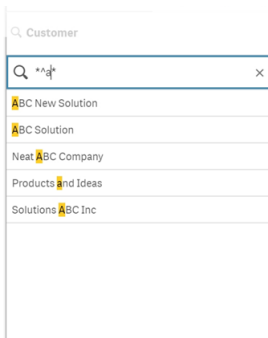 Customer
*^a*
ABC New Solution
ABC Solution
Neat ABC Company
Products and Ideas
Solutions ABC Inc